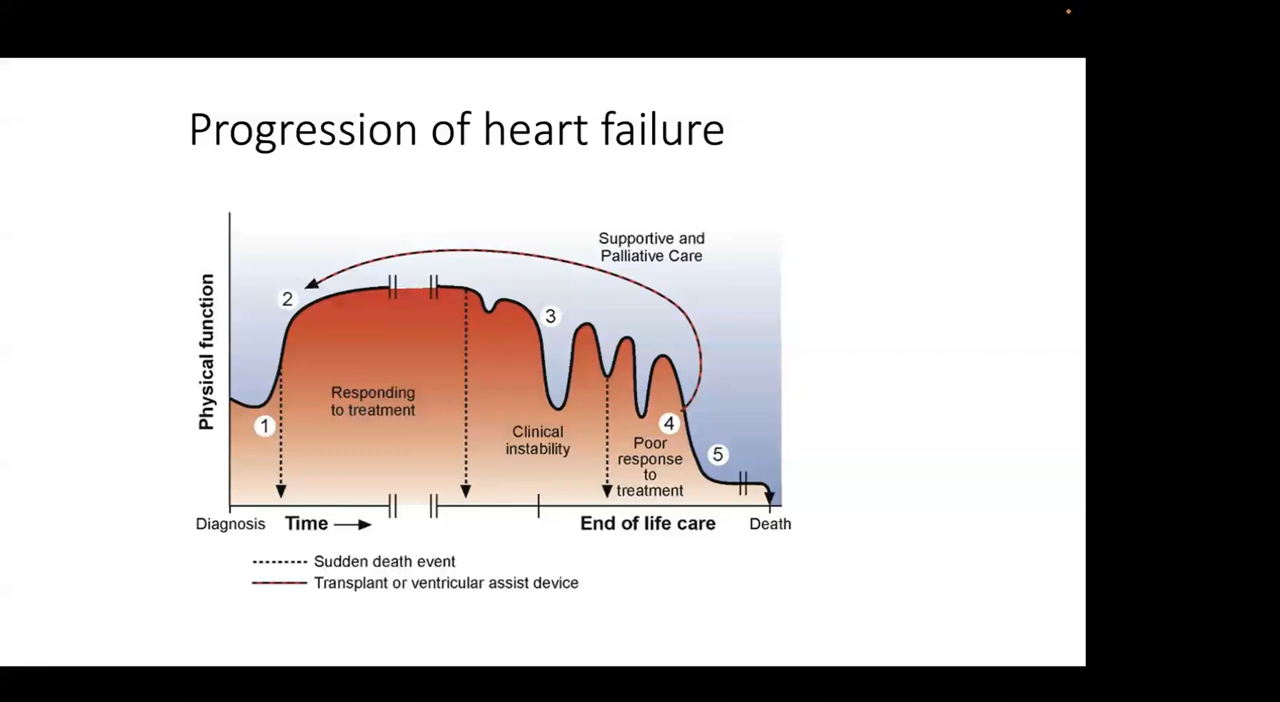 Progression of heart failure
Supportive and
Palliative Care
Physical function
2
3
Responding
to treatment
1
Clinical
instability
4
Poor
response
to
treatment
5
Diagnosis
Time
End of life care
Death
Sudden death event
Transplant or ventricular assist device